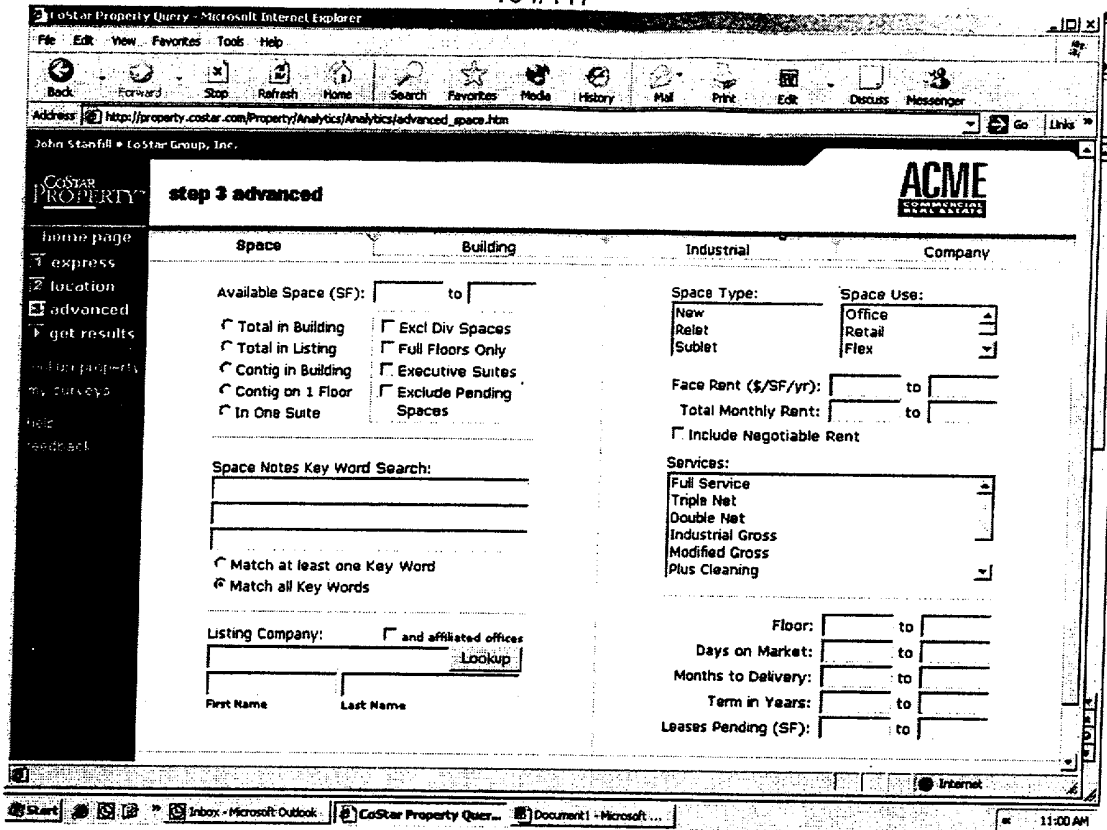 CoStar Property Query - Microsoft Internet Explorer
File Edit View Favorites Tools Help
Back Forward Stop Refresh Home Search Favorites Media History Mail Print Edit Discuss Messenger
Address http://property.costar.com/Property/Analytics/Analytics/advanced_space.htm Go Links »
John Stanfill • CoStar Group, Inc.
COSTAR
PROPERTY
step 3 advanced
ACME
COMMERCIAL
REAL ESTATE
home page
1 express
2 location
3 advanced
get results
my surveys
help
feedback
Space Building Industrial Company
Available Space (SF): to
Total in Building
Total in Listing
Contig in Building
Contig on 1 Floor
In One Suite
Excl Div Spaces
Full Floors Only
Executive Suites
Exclude Pending
Spaces
Space Notes Key Word Search:
Match at least one Key Word
Match all Key Words
Listing Company: and affiliated offices
Lookup
First Name Last Name
Space Type: Space Use:
New
Relet
Sublet
Office
Retail
Flex
Face Rent ($/SF/yr): to
Total Monthly Rent: to
Include Negotiable Rent
Services:
Full Service
Triple Net
Double Net
Industrial Gross
Modified Gross
Plus Cleaning
Floor: to
Days on Market: to
Months to Delivery: to
Term in Years: to
Leases Pending (SF): to
Internet
Start » Inbox - Microsoft Outlook CoStar Property Quer... Document1 - Microsoft ... « 11:00 AM